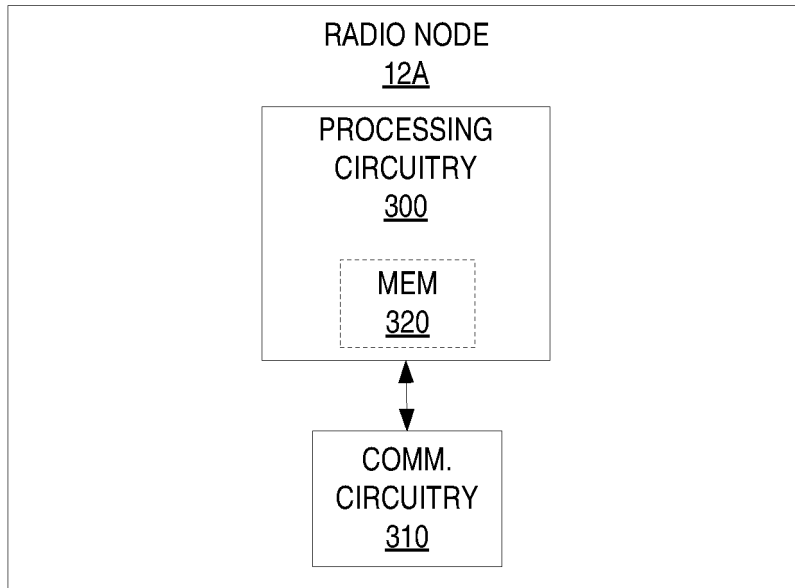 RADIO NODE
12A
PROCESSING
CIRCUITRY
300
MEM
320
COMM.
CIRCUITRY
310